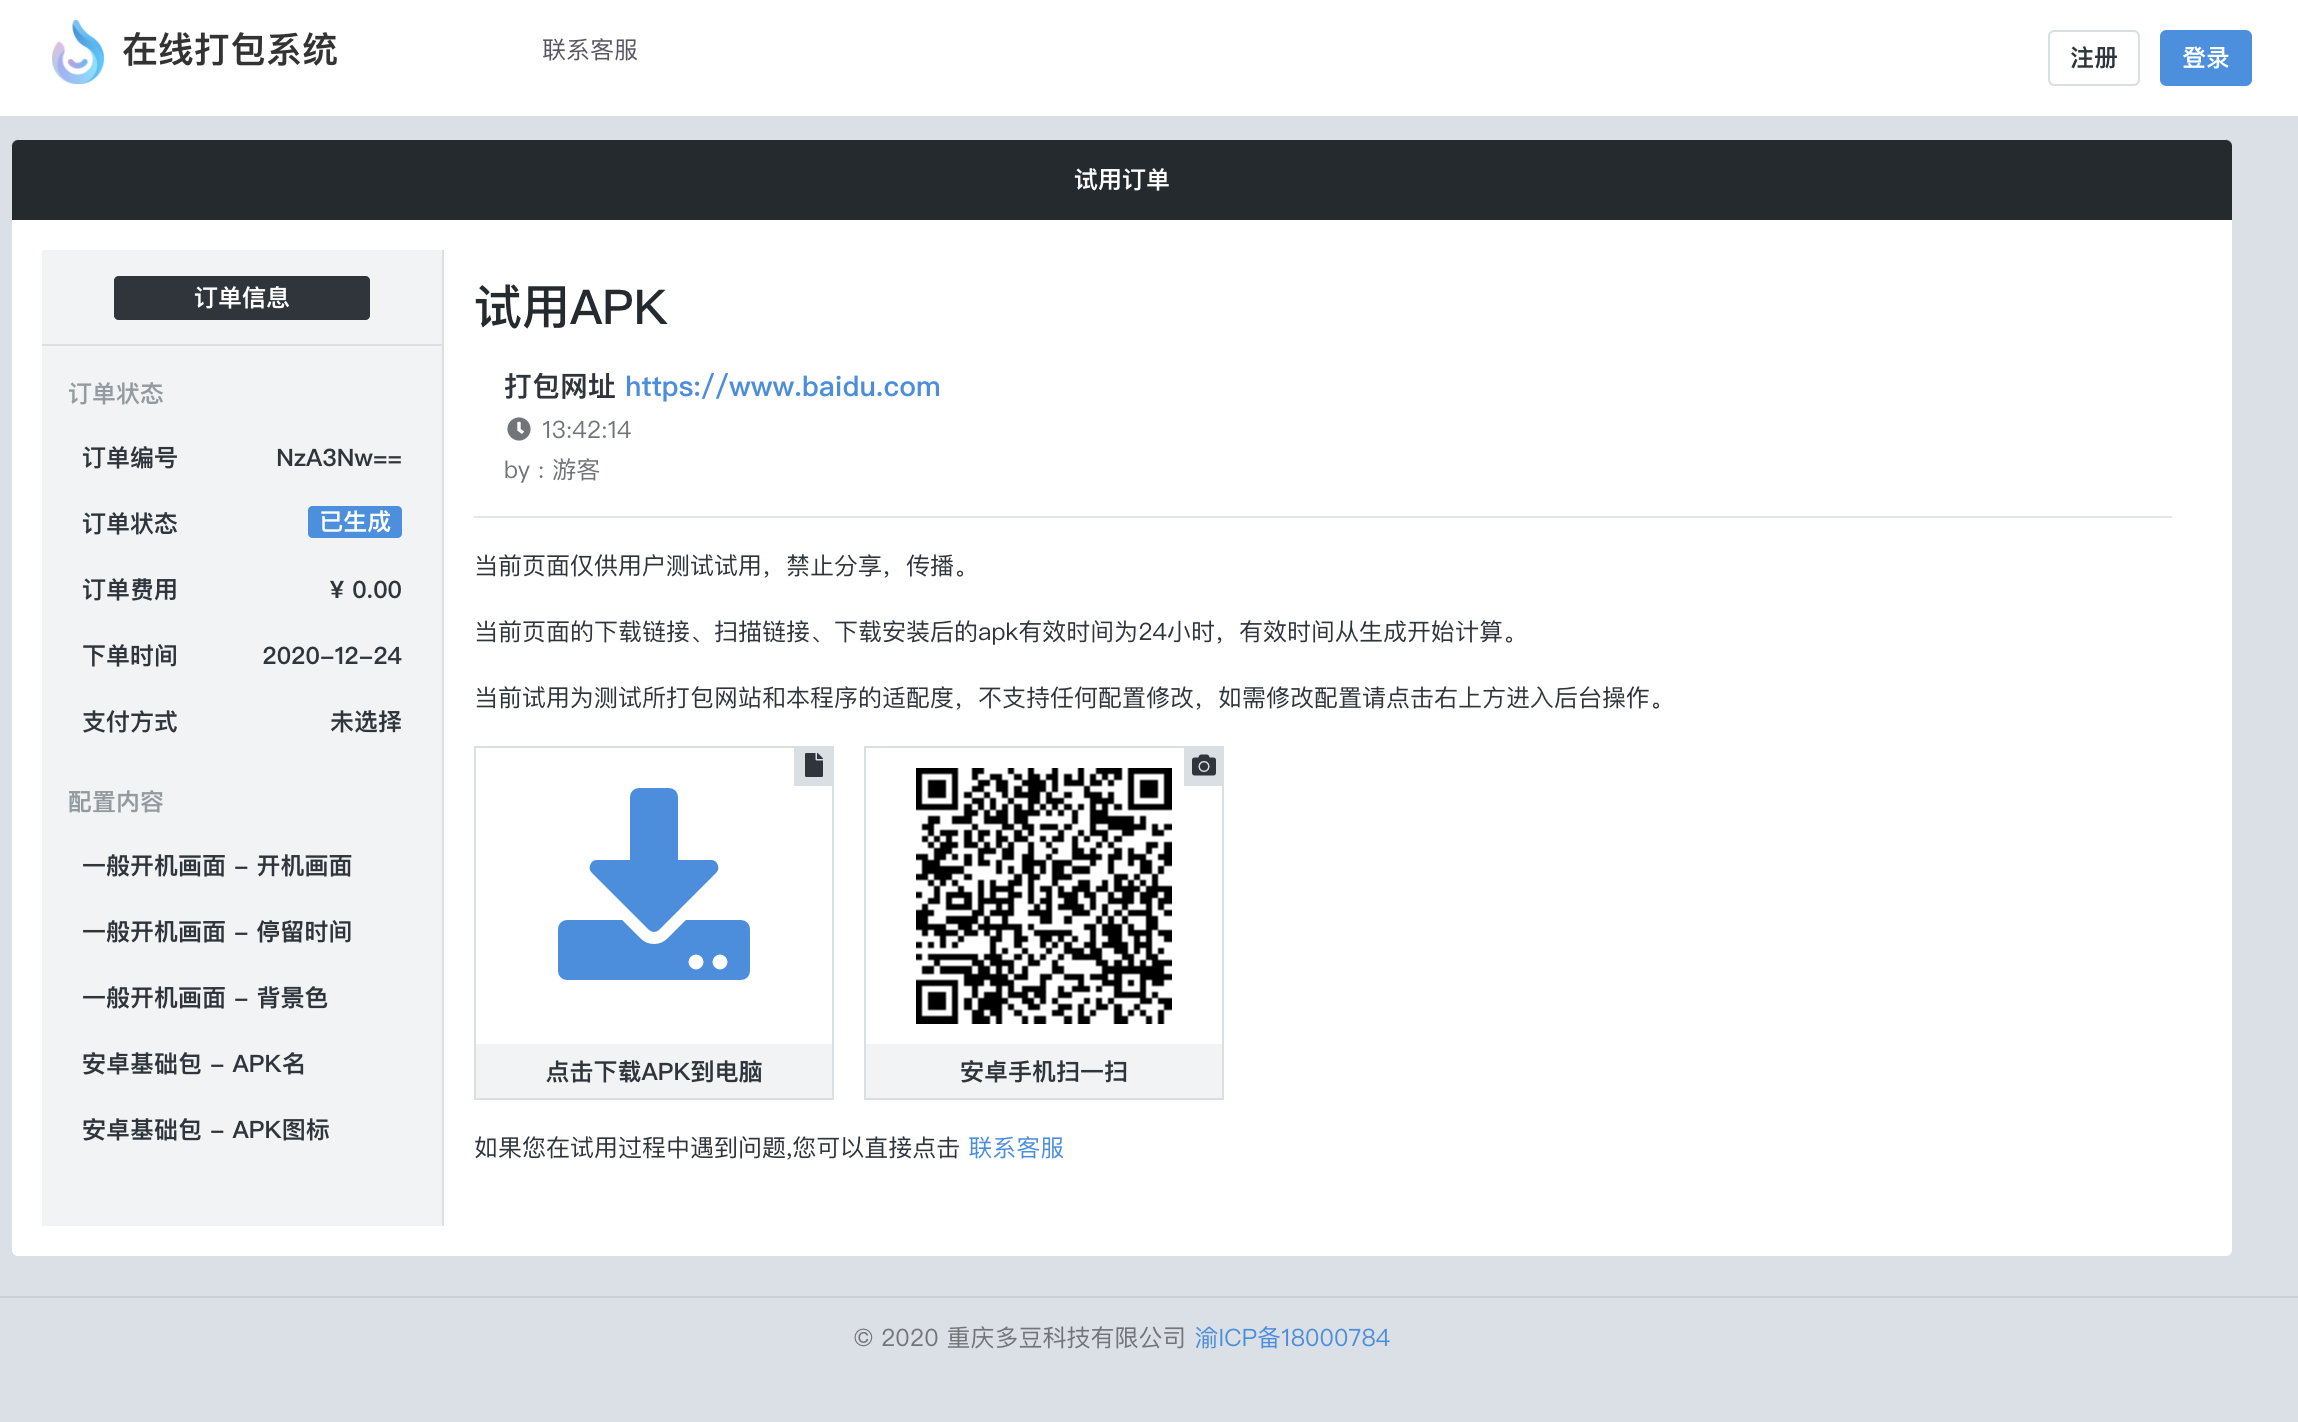 在线打包系统
联系客服
注册
登录
试用订单
订单信息
订单状态
订单编号 NzA3Nw==
订单状态 已生成
订单费用 ¥ 0.00
下单时间 2020-12-24
支付方式 未选择
配置内容
一般开机画面 - 开机画面
一般开机画面 - 停留时间
一般开机画面 - 背景色
安卓基础包 - APK名
安卓基础包 - APK图标
试用APK
打包网址 https://www.baidu.com
13:42:14
by : 游客
当前页面仅供用户测试试用，禁止分享，传播。
当前页面的下载链接、扫描链接、下载安装后的apk有效时间为24小时，有效时间从生成开始计算。
当前试用为测试所打包网站和本程序的适配度，不支持任何配置修改，如需修改配置请点击右上方进入后台操作。
点击下载APK到电脑
安卓手机扫一扫
如果您在试用过程中遇到问题,您可以直接点击 联系客服
© 2020 重庆多豆科技有限公司 渝ICP备18000784